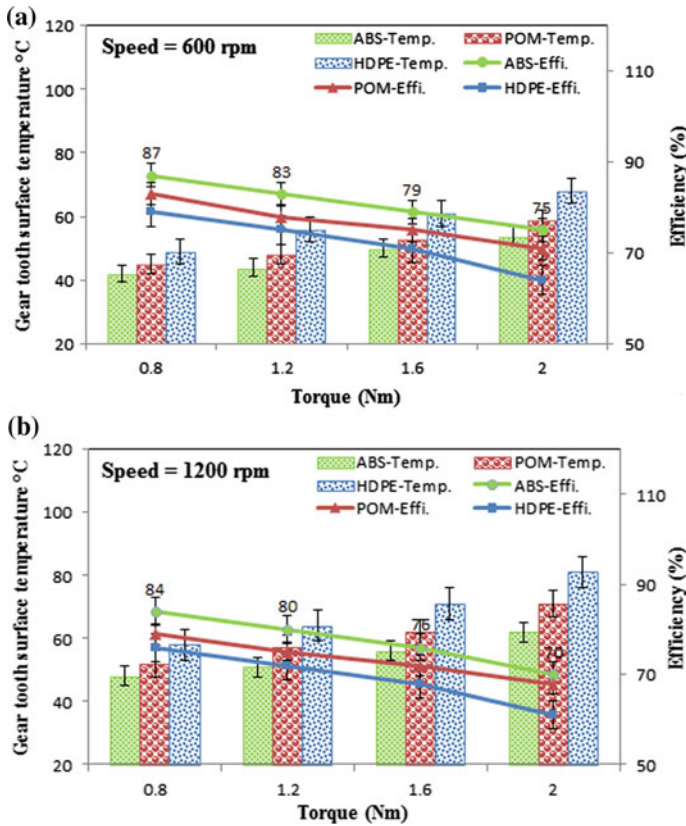 (a)
Speed = 600 rpm
ABS-Temp.
POM-Temp.
HDPE-Temp.
ABS-Effi.
POM-Effi.
HDPE-Effi.
Gear tooth surface temperature °C
120
100
80
60
40
20
87
83
79
75
110
90
70
50
Efficiency (%)
0.8
1.2
1.6
2
Torque (Nm)
(b)
Speed = 1200 rpm
ABS-Temp.
POM-Temp.
HDPE-Temp.
ABS-Effi.
POM-Effi.
HDPE-Effi.
Gear tooth surface temperature °C
120
100
80
60
40
20
84
80
76
70
110
90
70
50
Efficiency (%)
0.8
1.2
1.6
2
Torque (Nm)